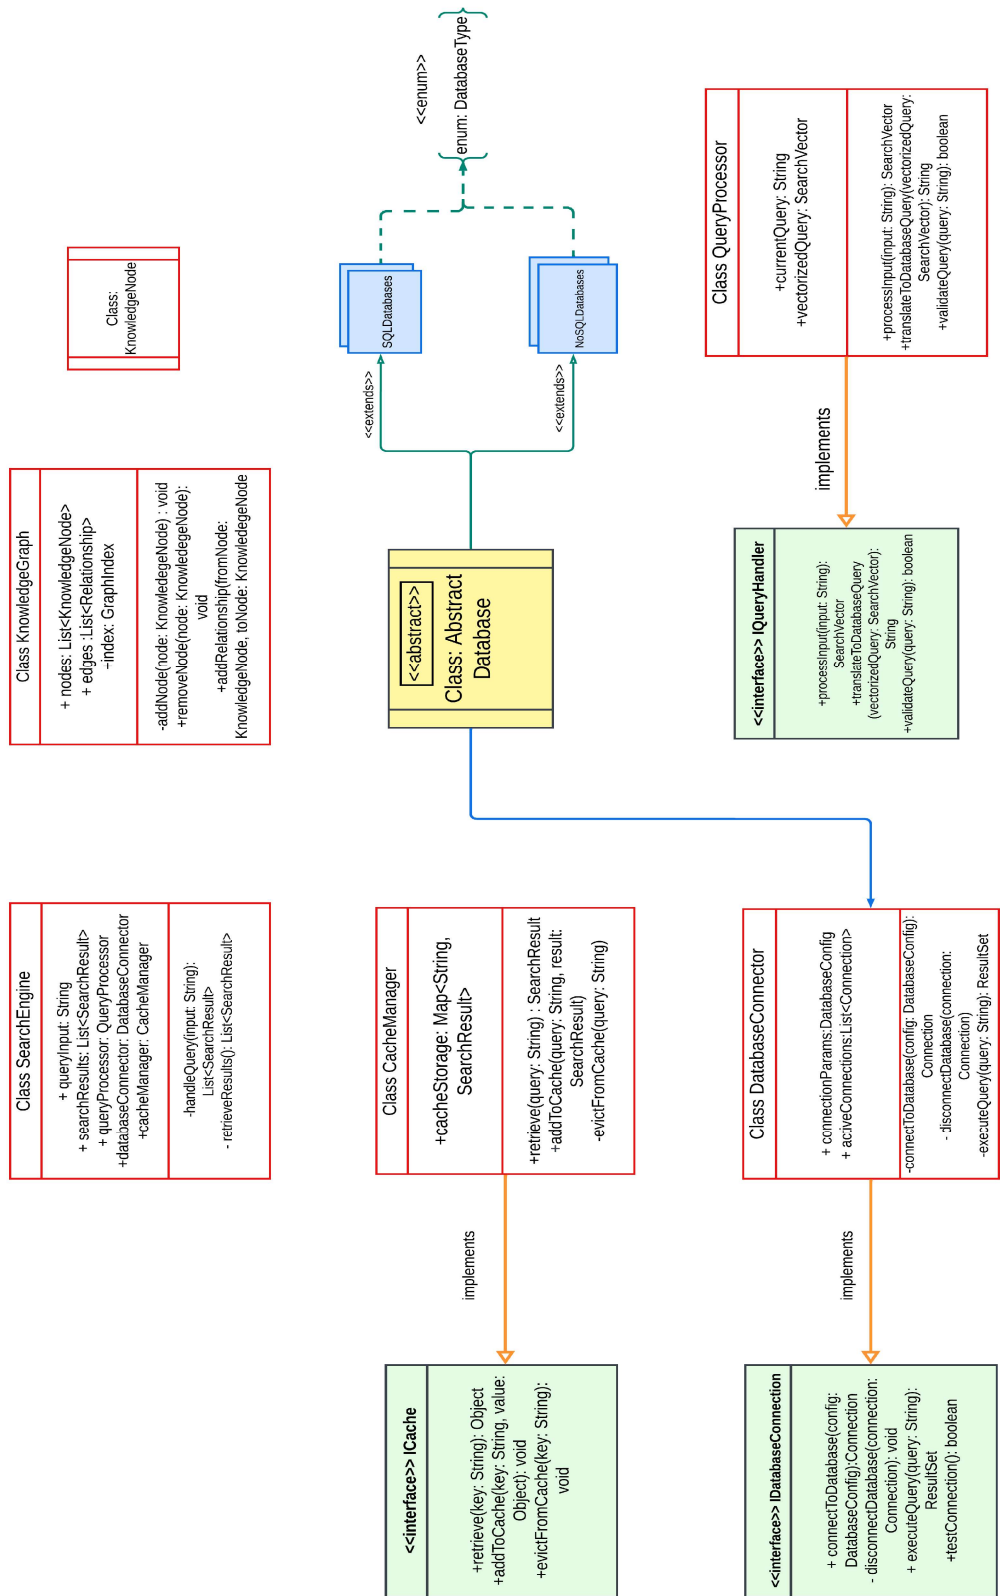 Class SearchEngine
+ queryInput: String
+ searchResults: List<SearchResult>
+ queryProcessor: QueryProcessor
+databaseConnector: DatabaseConnector
+cacheManager: CacheManager
-handleQuery(input: String):
List<SearchResult>
- retrieveResults(): List<SearchResult>
Class KnowledgeGraph
+ nodes: List<KnowledgeNode>
+ edges :List<Relationship>
-index: GraphIndex
-addNode(node: KnowledegeNode) : void
+removeNode(node: KnowledegeNode):
void
+addRelationship(fromNode:
KnowledgeNode, toNode: KnowledegeNode
Class:
KnowledgeNode
<<interface>> ICache
+retrieve(key: String): Object
+addToCache(key: String, value:
Object): void
+evictFromCache(key: String):
void
implements
Class CacheManager
+cacheStorage: Map<String,
SearchResult>
+retrieve(query: String) : SearchResult
+addToCache(query: String, result:
SearchResult)
-evictFromCache(query: String)
<<abstract>>
Class: Abstract
Database
<<extends>>
SQLDatabases
<<extends>>
NoSQLDatabases
<<enum>>
enum: DatabaseType
<<interface>> IDatabaseConnection
+ connectToDatabase(config:
DatabaseConfig):Connection
- disconnectDatabase(connection:
Connection): void
+ executeQuery(query: String):
ResultSet
+testConnection(): boolean
implements
Class DatabaseConnector
+ connectionParams:DatabaseConfig
+ aciveConnections:List<Connection>
-connectToDatabase(config: DatabaseConfig):
Connection
- disconnectDatabase(connection:
Connection)
-executeQuery(query: String): ResultSet
<<interface>> IQueryHandler
+processInput(input: String):
SearchVector
+translateToDatabaseQuery
(vectorizedQuery: SearchVector):
String
+validateQuery(query: String): boolean
implements
Class QueryProcessor
+currentQuery: String
+vectorizedQuery: SearchVector
+processInput(input: String): SearchVector
+translateToDatabaseQuery(vectorizedQuery:
SearchVector): String
+validateQuery(query: String): boolean